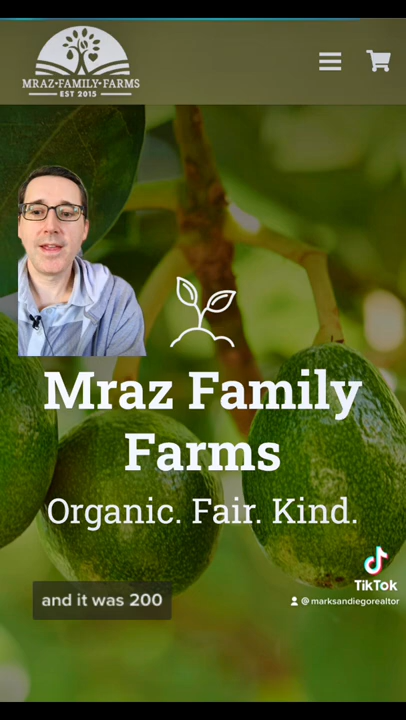 MRAZ•FAMILY•FARMS
EST 2015
Mraz Family
Farms
Organic. Fair. Kind.
and it was 200
TikTok
@ marksandiegorealtor